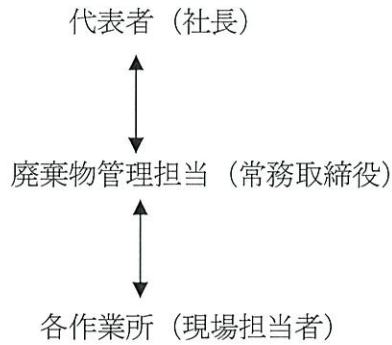 代表者（社長）
廃棄物管理担当（常務取締役）
各作業所（現場担当者）